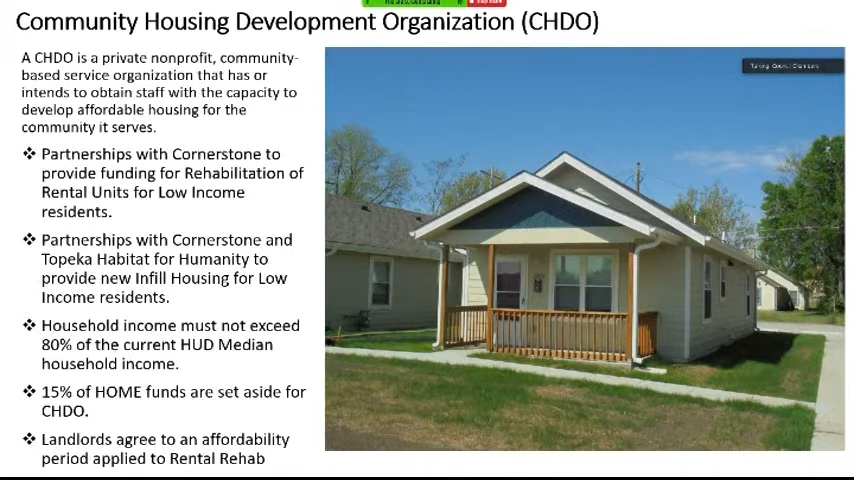 Community Housing Development Organization (CHDO)
A CHDO is a private nonprofit, community-
based service organization that has or
intends to obtain staff with the capacity to
develop affordable housing for the
community it serves.
❖ Partnerships with Cornerstone to
provide funding for Rehabilitation of
Rental Units for Low Income
residents.
❖ Partnerships with Cornerstone and
Topeka Habitat for Humanity to
provide new Infill Housing for Low
Income residents.
❖ Household income must not exceed
80% of the current HUD Median
household income.
❖ 15% of HOME funds are set aside for
CHDO.
❖ Landlords agree to an affordability
period applied to Rental Rehab
Talking: Council Chambers